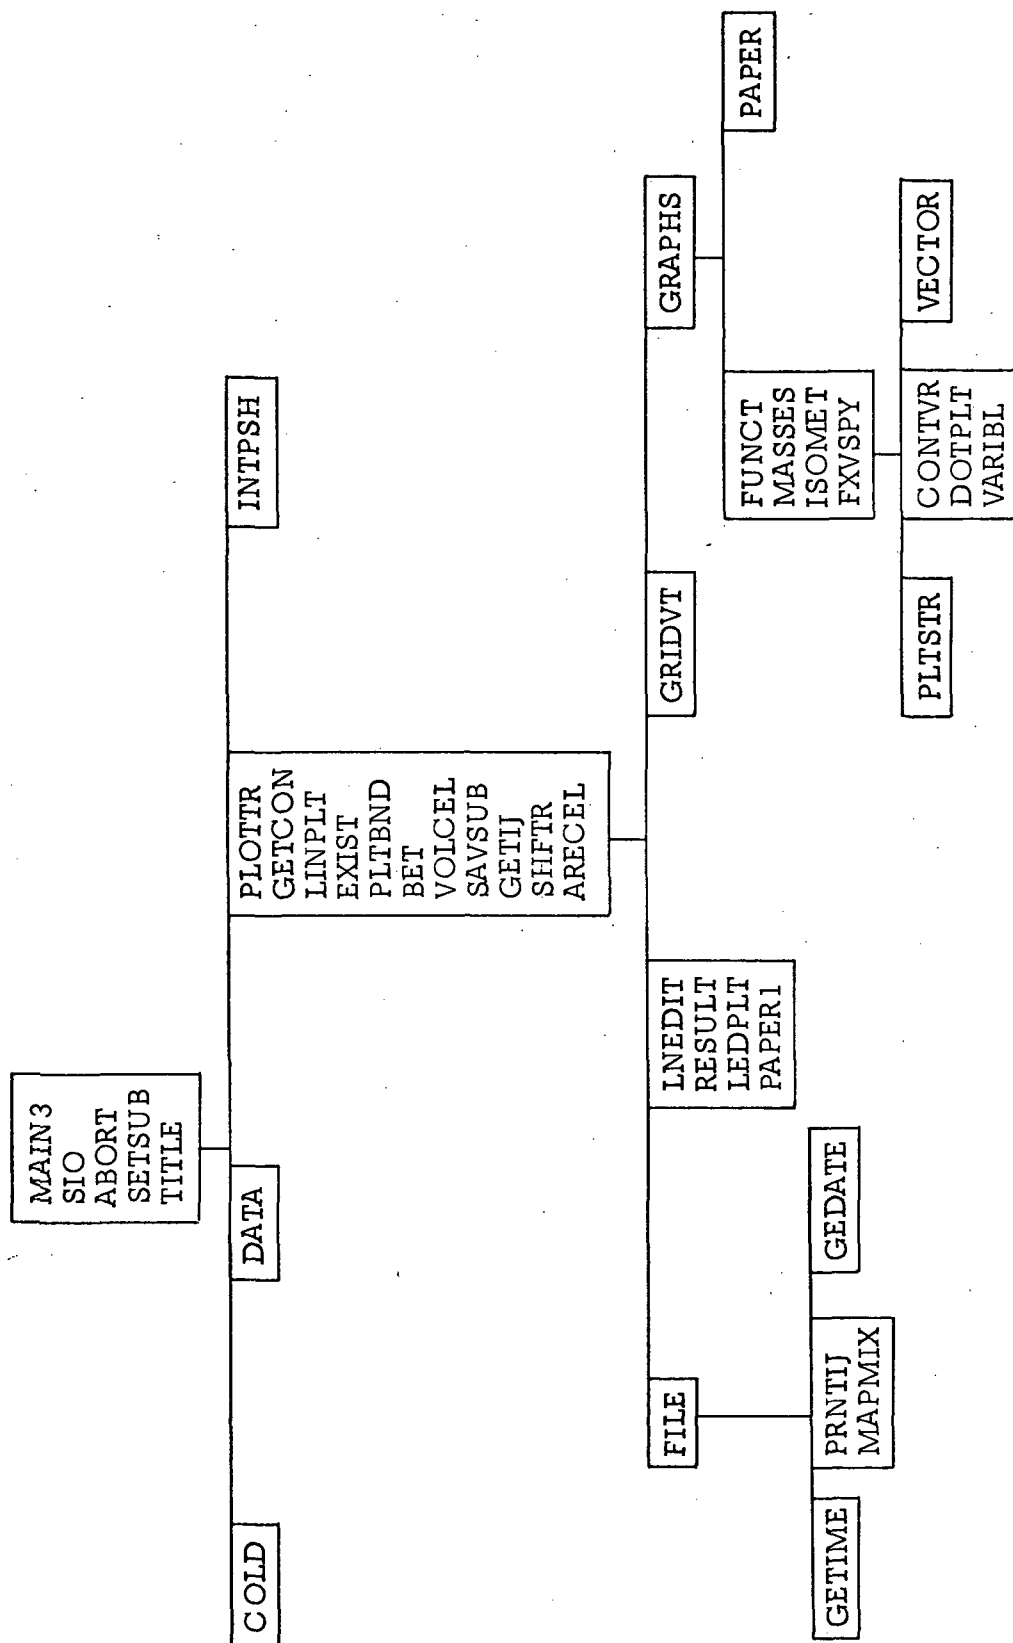 MAIN3
SIO
ABORT
SETSUB
TITLE
COLD
DATA
PLOTTR
GETCON
LINPLT
EXIST
PLTBND
BET
VOLCEL
SAVSUB
GETIJ
SHFTR
ARECEL
INTPSH
FILE
LNEDIT
RESULT
LEDPLT
PAPER1
GRIDVT
GRAPHS
GETIME
PRNTIJ
MAPMIX
GEDATE
FUNCT
MASSES
ISOMET
FXVSPY
PAPER
PLTSTR
CONTVR
DOTPLT
VARIBL
VECTOR